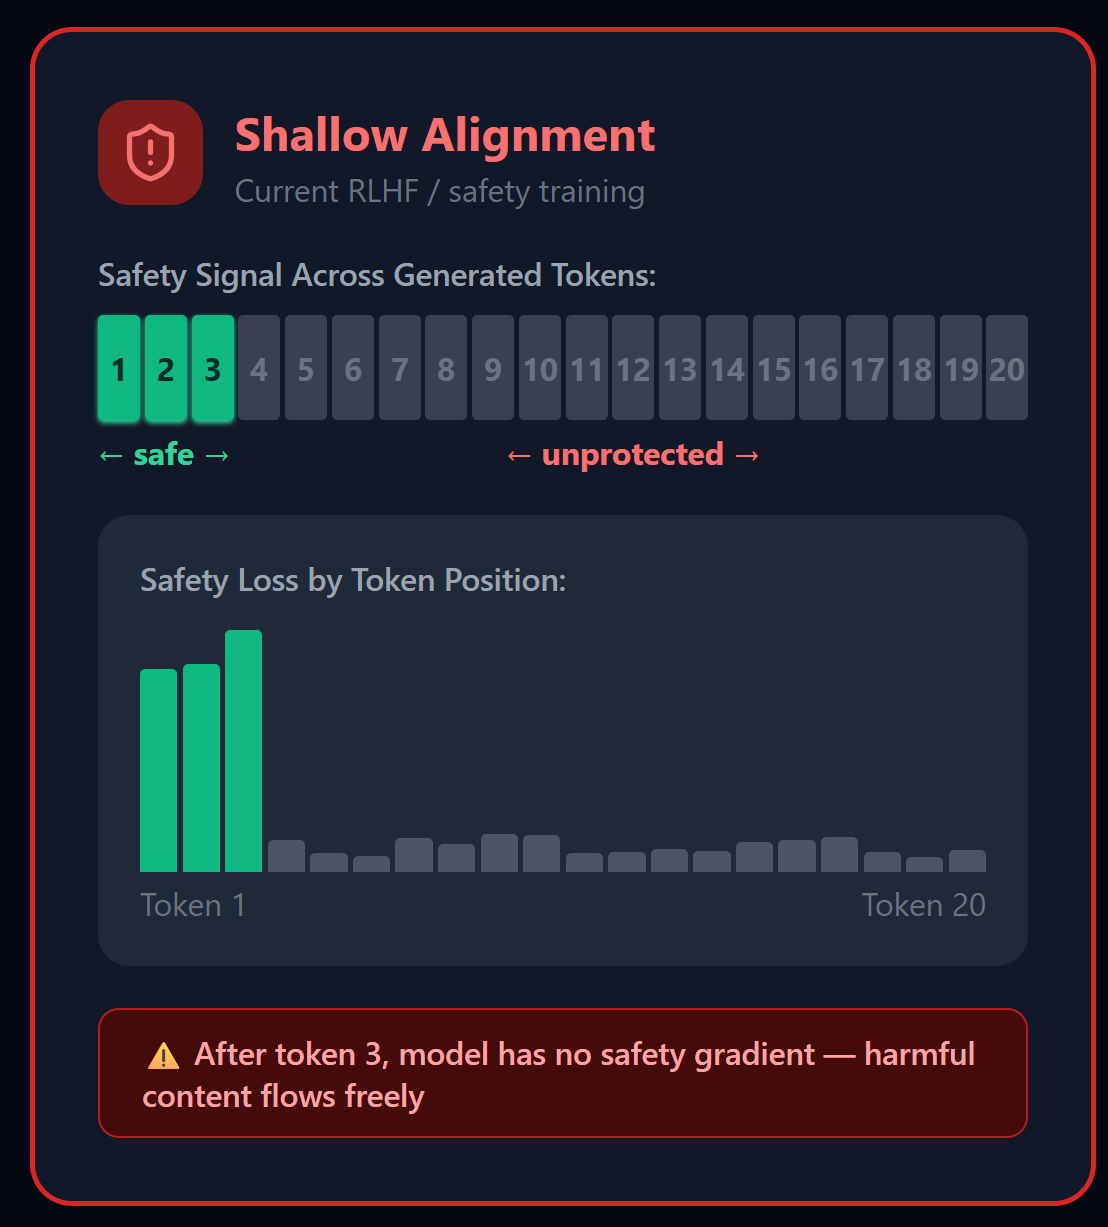 Shallow Alignment
Current RLHF / safety training
Safety Signal Across Generated Tokens:
1 2 3 4 5 6 7 8 9 10 11 12 13 14 15 16 17 18 19 20
← safe → ← unprotected →
Safety Loss by Token Position:
Token 1 Token 20
⚠️ After token 3, model has no safety gradient — harmful
content flows freely